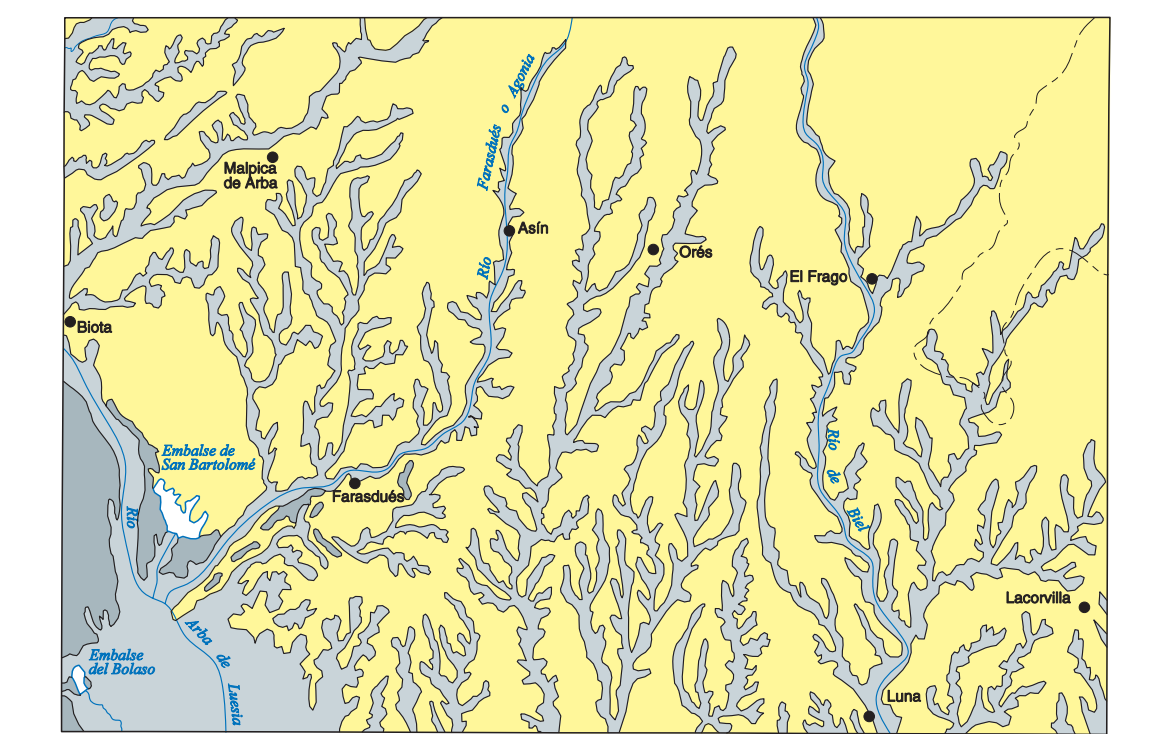 Río
Farasdués o Agonia
Malpica
de Arba
Asín
Orés
El Frago
Biota
Embalse de
San Bartolomé
Farasdués
Río
Río de Biel
Lacorvilla
Arba de Luesia
Embalse
del Bolaso
Luna